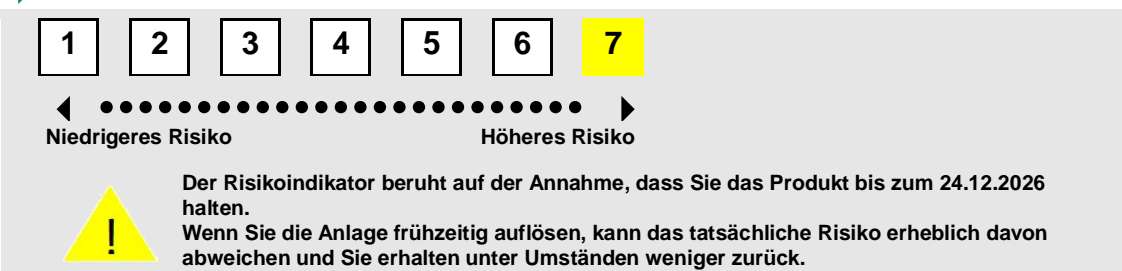 1 2 3 4 5 6 7
Niedrigeres Risiko Höheres Risiko
Der Risikoindikator beruht auf der Annahme, dass Sie das Produkt bis zum 24.12.2026
halten.
Wenn Sie die Anlage frühzeitig auflösen, kann das tatsächliche Risiko erheblich davon
abweichen und Sie erhalten unter Umständen weniger zurück.
!